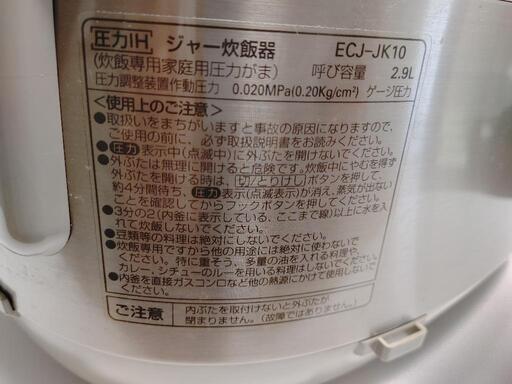 圧力IH ジャー炊飯器 ECJ-JK10
(炊飯専用家庭用圧力がま) 呼び容量 2.9L
圧力調整装置作動圧力 0.020MPa(0.20Kg/cm²) ゲージ圧力
<使用上のご注意>
●取扱いをまちがいますと事故の原因になりますので、
ご使用の前に、必ず取扱説明書をお読みください。
●圧力表示中(点滅中)に外ぶたを開けないでください。
●外ぶたは無理に開けると危険です。炊飯中にやむを得ず
外ぶたを開ける時は、切/とりけしボタンを押して、
約4分間待ち、圧力表示(点滅表示)が消え、蒸気が出ない
ことを確認してからフックボタンを押してください。
●3分の2(内釜に表示している、ここまで線)以上に水を入
れて炊飯しないでください。
●豆類等の料理は絶対にしないでください。
●炊飯専用ですから他の用途には絶対に使わないで
ください。特に重そう、多量の油を入れる料理、
カレー、シチューのルーを用いる料理はしないでください。
●内釜を直接ガスコンロなど他の熱源にかけて使用しない
でください。
ご注意 内ぶたを取付けないと外ぶたが
閉まりません。(故障ではありません。)